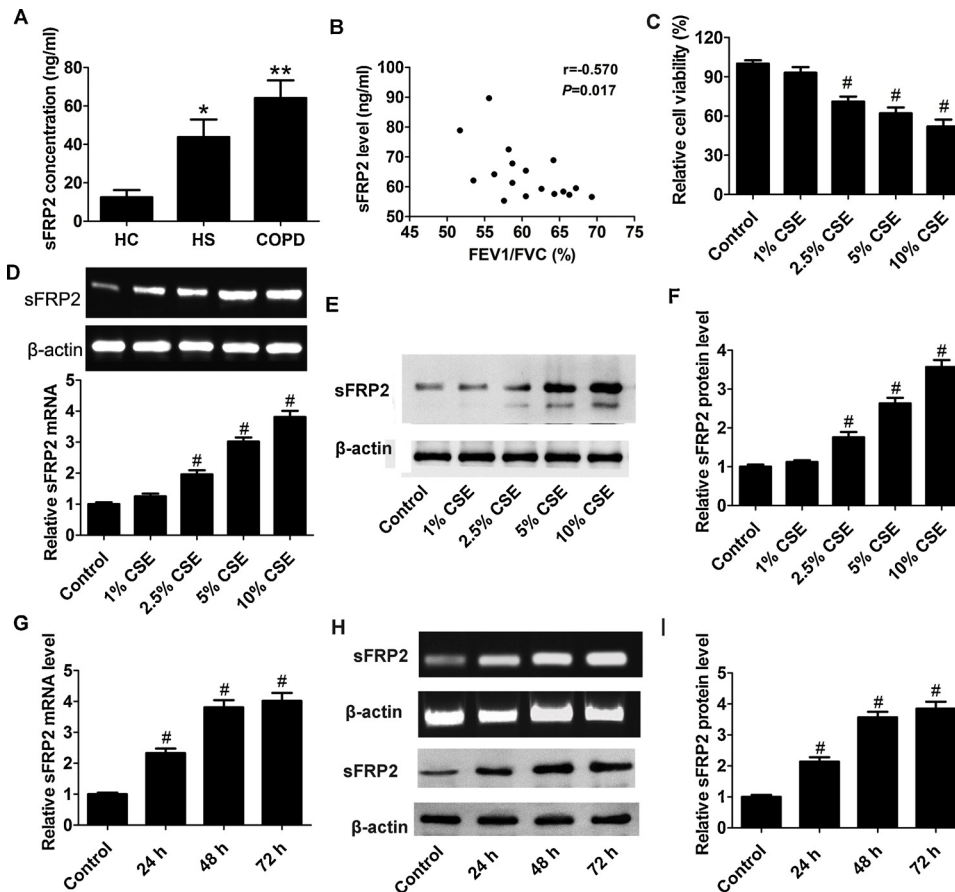 A
sFRP2 concentration (ng/ml)
80
60
40
20
0
*
**
HC
HS
COPD
B
sFRP2 level (ng/ml)
100
90
80
70
60
50
r=-0.570
P=0.017
45
50
55
60
65
70
75
FEV1/FVC (%)
C
Relative cell viability (%)
120
90
60
30
0
#
#
#
Control
1% CSE
2.5% CSE
5% CSE
10% CSE
D
sFRP2
β-actin
Relative sFRP2 mRNA
5
4
3
2
1
0
#
#
#
Control
1% CSE
2.5% CSE
5% CSE
10% CSE
E
sFRP2
β-actin
Control
1% CSE
2.5% CSE
5% CSE
10% CSE
F
Relative sFRP2 protein level
4
3
2
1
0
#
#
#
Control
1% CSE
2.5% CSE
5% CSE
10% CSE
G
Relative sFRP2 mRNA level
5
4
3
2
1
0
#
#
#
Control
24 h
48 h
72 h
H
sFRP2
β-actin
sFRP2
β-actin
Control
24 h
48 h
72 h
I
Relative sFRP2 protein level
5
4
3
2
1
0
#
#
#
Control
24 h
48 h
72 h